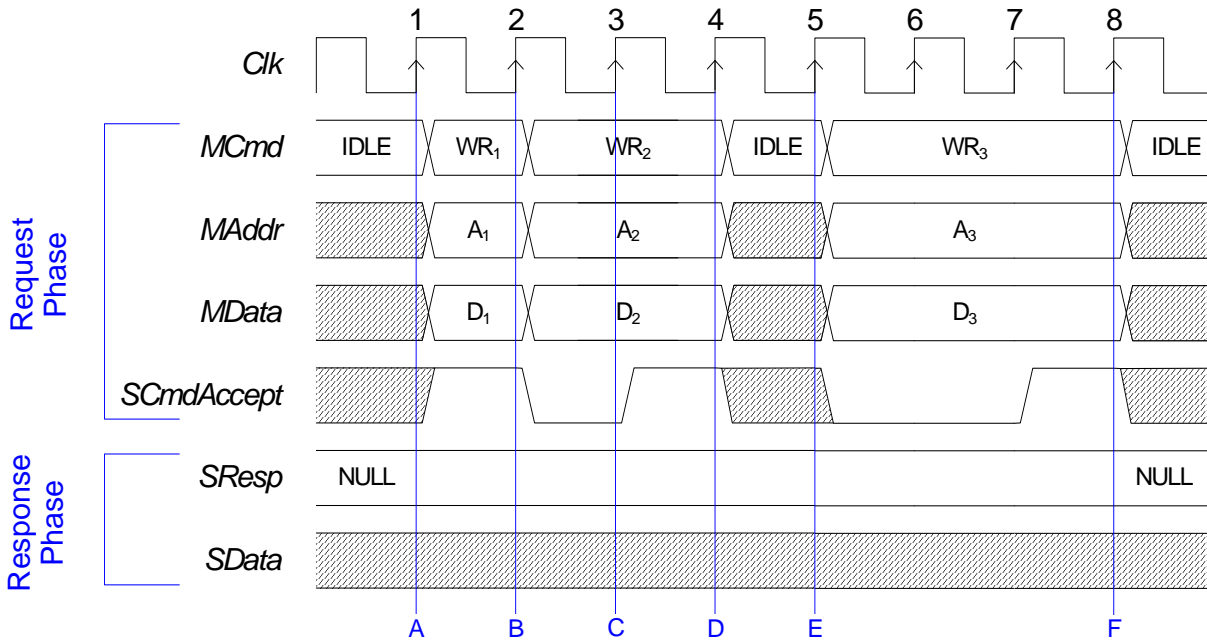 1 2 3 4 5 6 7 8
Clk
MCmd IDLE WR₁ WR₂ IDLE WR₃ IDLE
MAddr A₁ A₂ A₃
MData D₁ D₂ D₃
SCmdAccept
Request
Phase
SResp NULL NULL
SData
Response
Phase
A B C D E F